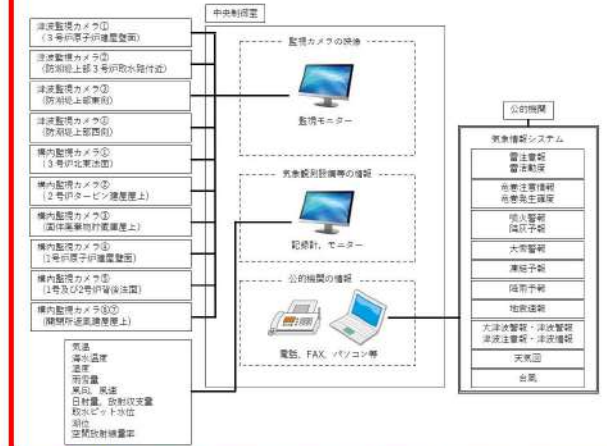 中央制御室
津波監視カメラ①
(3号炉原子炉建屋壁面)
津波監視カメラ②
(防潮堤上部3号炉取水路付近)
津波監視カメラ③
(防潮堤上部東側)
津波監視カメラ④
(防潮堤上部西側)
構内監視カメラ①
(3号炉北東法面)
構内監視カメラ②
(2号炉タービン建屋屋上)
構内監視カメラ③
(固体廃棄物貯蔵庫屋上)
構内監視カメラ④
(1号炉原子炉建屋壁面)
構内監視カメラ⑤
(1号及び2号炉背後法面)
構内監視カメラ⑥⑦
(開閉所遮風建屋屋上)
気温
海水温度
湿度
雨雪量
風向、風速
日射量、放射収支量
取水ピット水位
潮位
空間放射線量率
監視カメラの映像
監視モニター
気象観測設備等の情報
記録計、モニター
公的機関の情報
電話、FAX、パソコン等
公的機関
気象情報システム
雷注意報
雷活動度
竜巻注意情報
竜巻発生確度
噴火警報
降灰予報
大雪警報
凍結予報
降雨予報
地震速報
大津波警報・津波警報
津波注意報・津波情報
天気図
台風